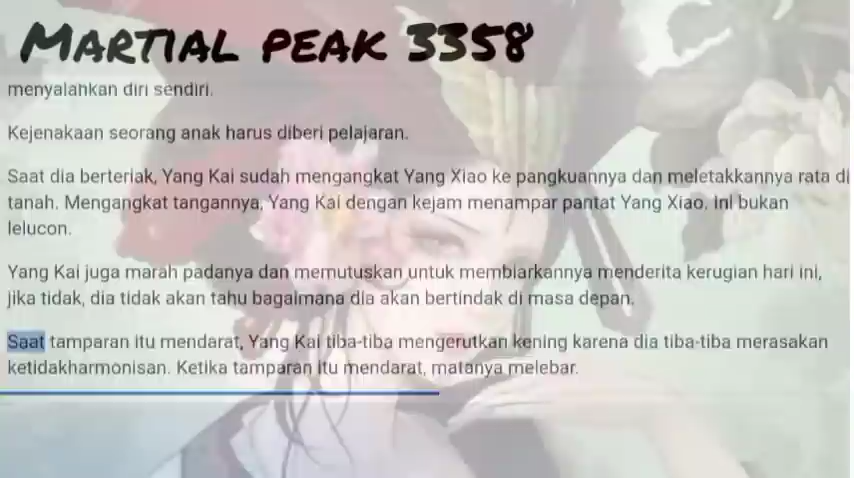 MARTIAL PEAK 3358
menyalahkan diri sendiri.
Kejenakaan seorang anak harus diberi pelajaran.
Saat dia berteriak, Yang Kai sudah mengangkat Yang Xiao ke pangkuannya dan meletakkannya rata di
tanah. Mengangkat tangannya, Yang Kai dengan kejam menampar pantat Yang Xiao, ini bukan
lelucon.
Yang Kai juga marah padanya dan memutuskan untuk membiarkannya menderita kerugian hari ini,
jika tidak, dia tidak akan tahu bagaimana dia akan bertindak di masa depan.
Saat tamparan itu mendarat, Yang Kai tiba-tiba mengerutkan kening karena dia tiba-tiba merasakan
ketidakharmonisan. Ketika tamparan itu mendarat, matanya melebar.